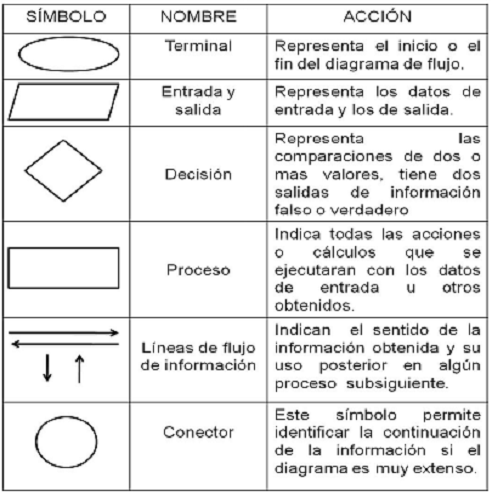 SÍMBOLO NOMBRE ACCIÓN
Terminal
Representa el inicio o el
fin del diagrama de flujo.
Entrada y
salida
Representa los datos de
entrada y los de salida.
Decisión
Representa las
comparaciones de dos o
mas valores, tiene dos
salidas de información
falso o verdadero
Proceso
Indica todas las acciones
o cálculos que se
ejecutaran con los datos
de entrada u otros
obtenidos.
Líneas de flujo
de información
Indican el sentido de la
información obtenida y su
uso posterior en algún
proceso subsiguiente.
Conector
Este símbolo permite
identificar la continuación
de la información si el
diagrama es muy extenso.